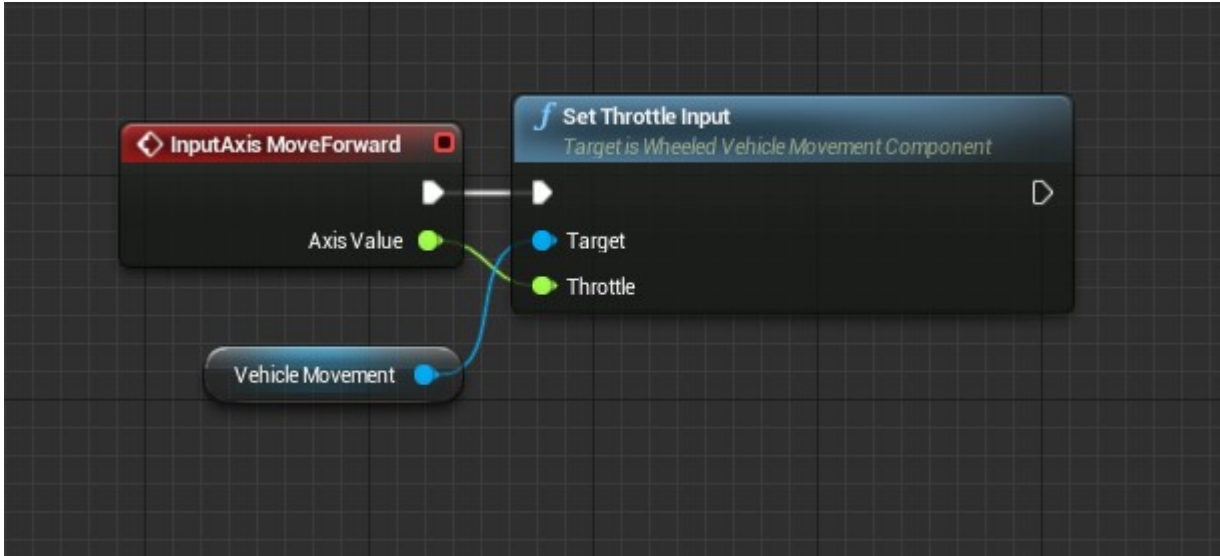 InputAxis MoveForward
Axis Value
Vehicle Movement
Set Throttle Input
Target is Wheeled Vehicle Movement Component
Target
Throttle